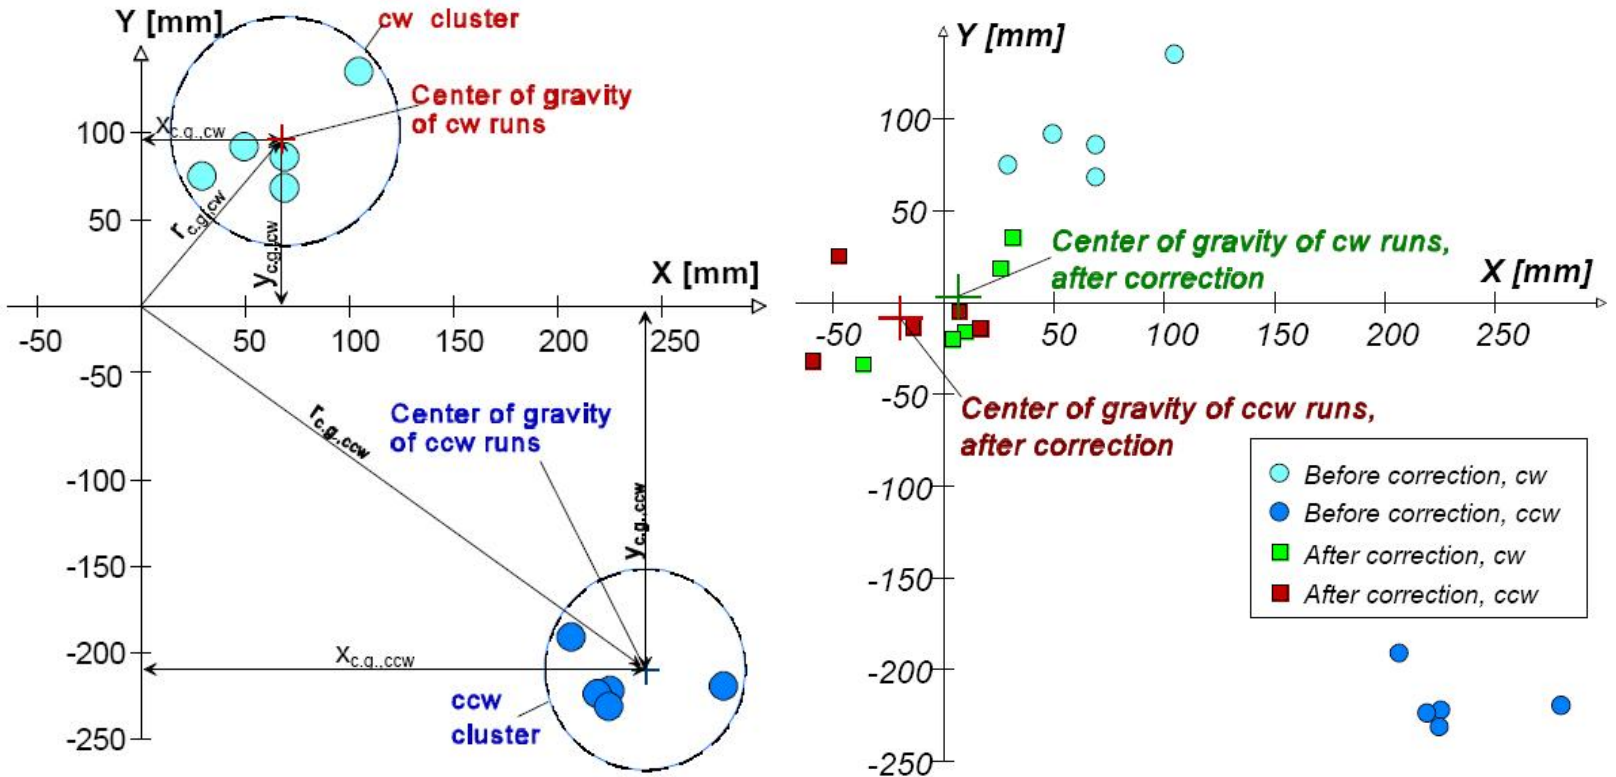 Y [mm]
cw cluster
Center of gravity
of cw runs
100
50
xc.g.,cw
rc.g.,cw
yc.g.,cw
X [mm]
-50
50
100
150
200
250
-50
-100
-150
-200
-250
Center of gravity
of ccw runs
rc.g.,ccw
yc.g.,ccw
xc.g.,ccw
ccw
cluster
Y [mm]
100
50
Center of gravity of cw runs,
after correction
X [mm]
-50
50
100
150
200
250
-50
-100
-150
-200
-250
Center of gravity of ccw runs,
after correction
Before correction, cw
Before correction, ccw
After correction, cw
After correction, ccw